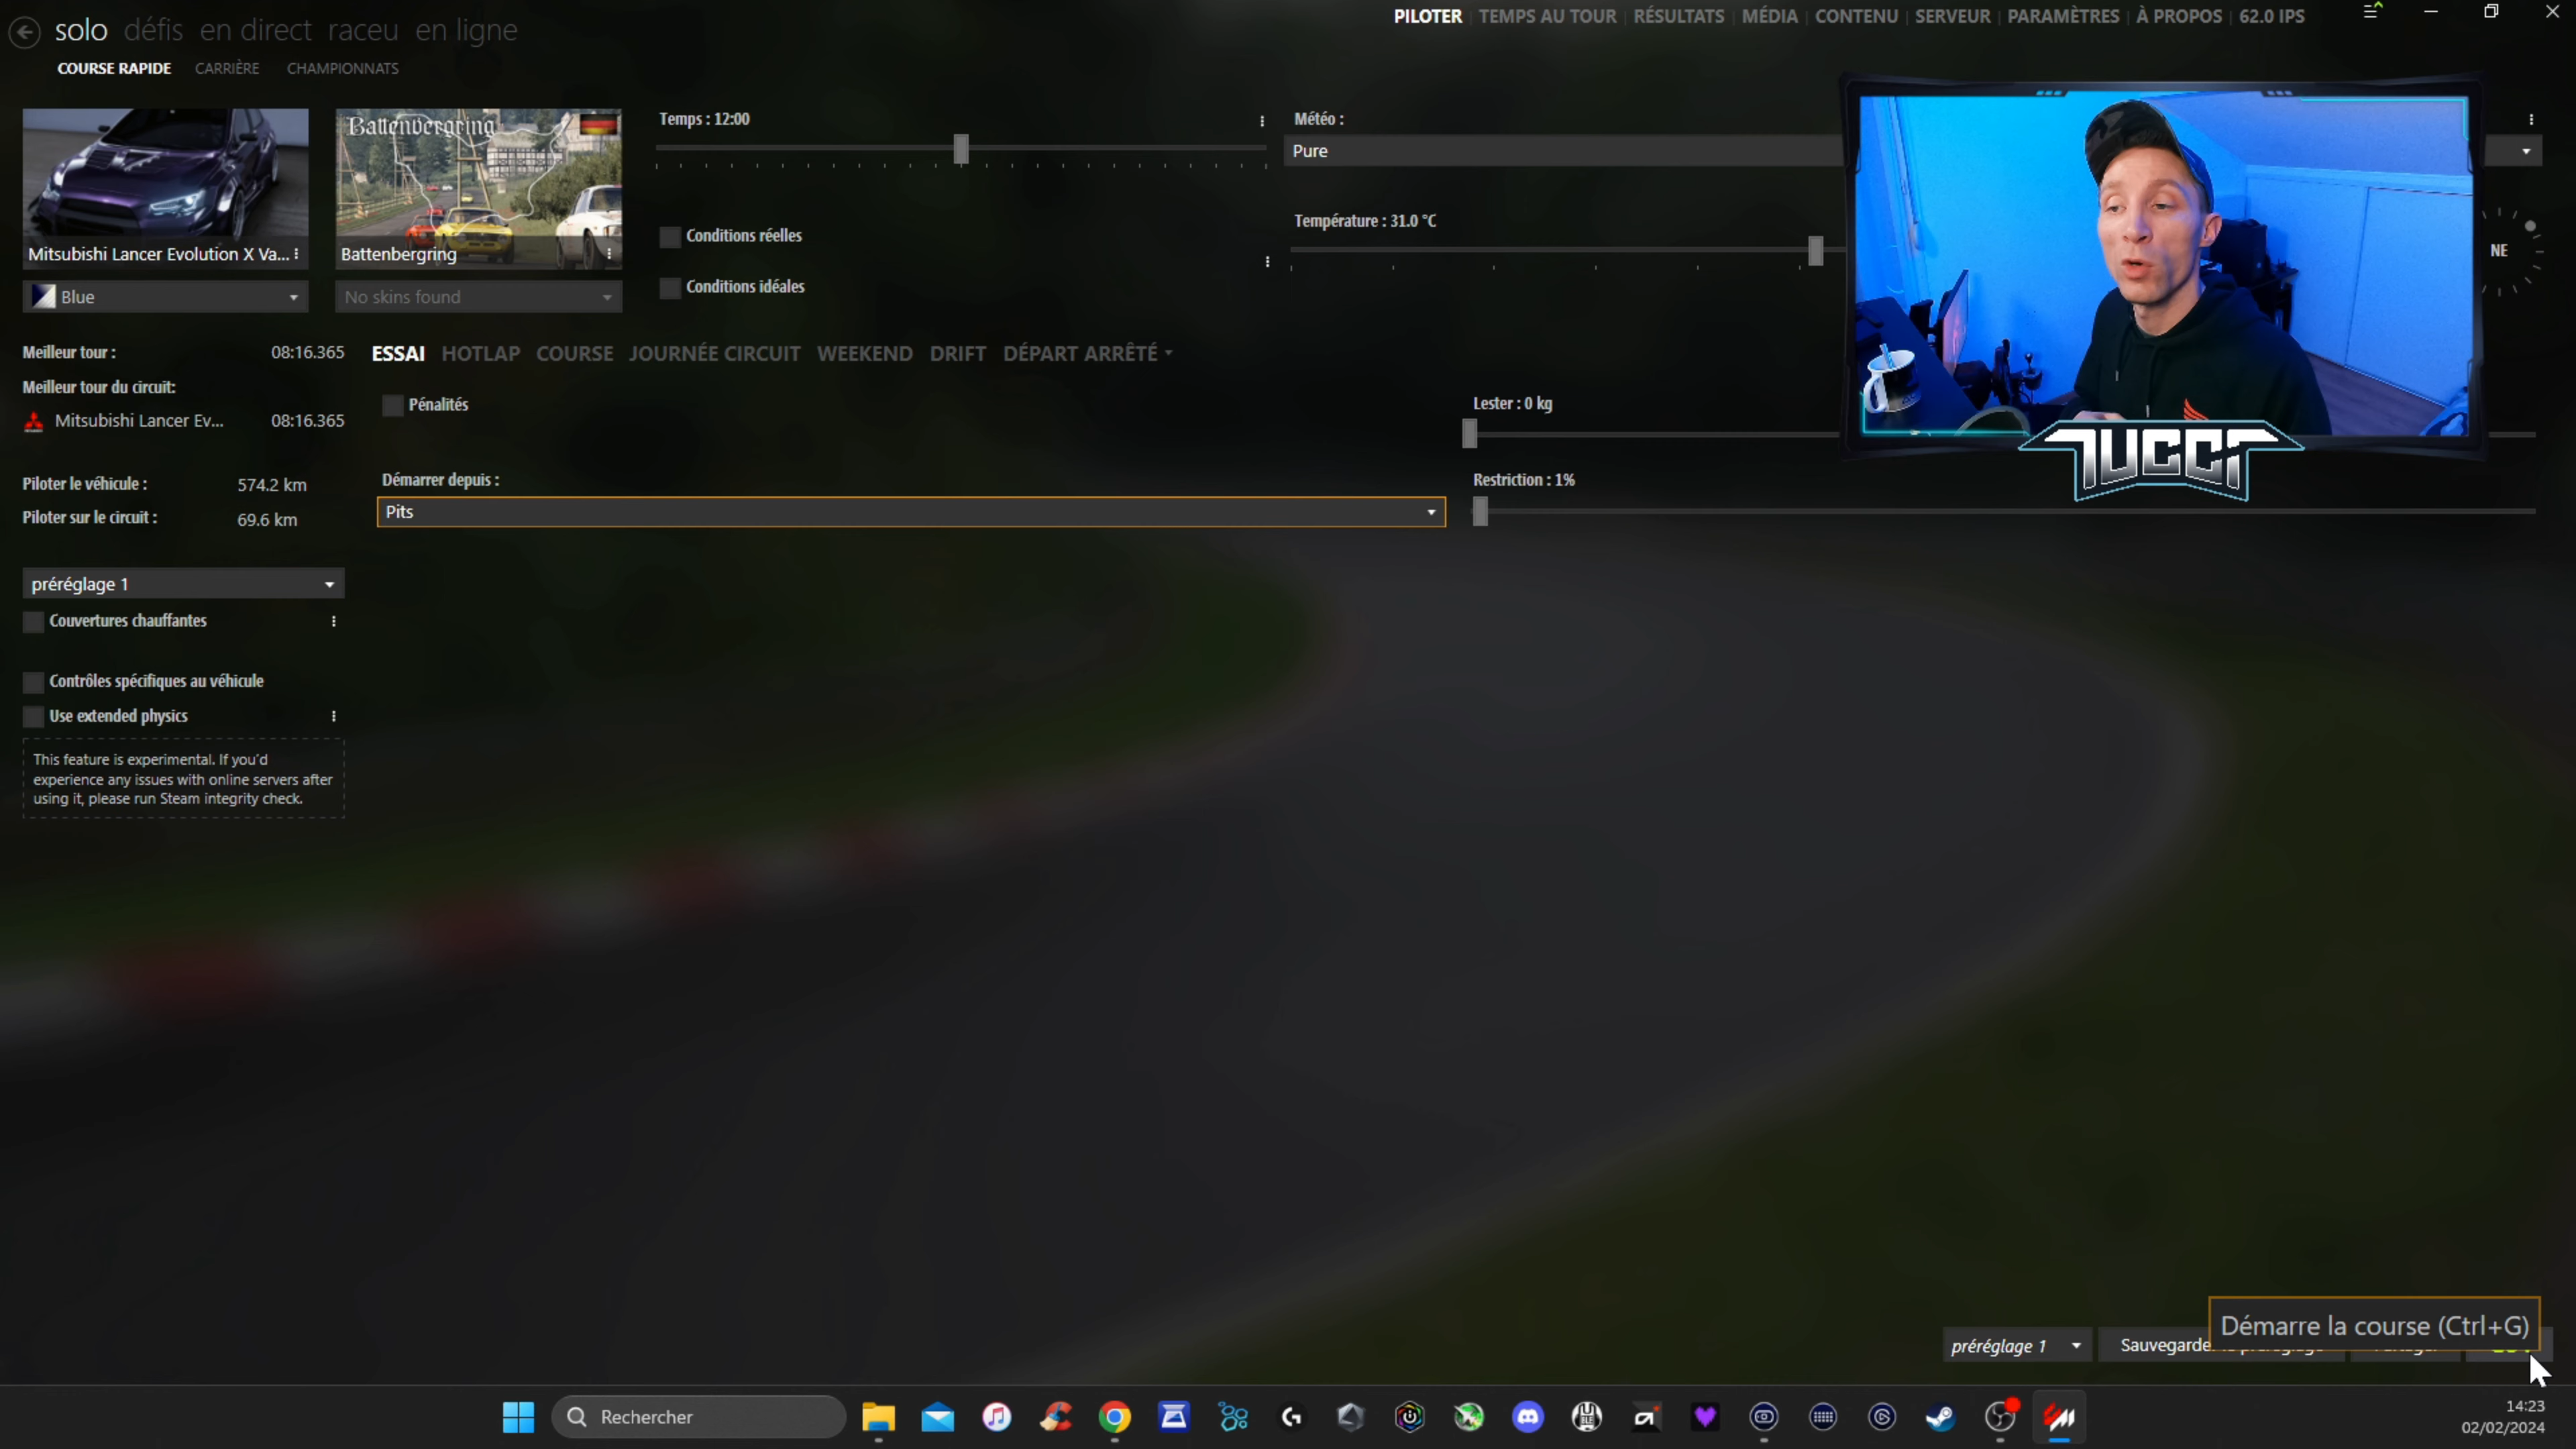 solo défis en direct raceu en ligne
PILOTER TEMPS AU TOUR RÉSULTATS MÉDIA CONTENU SERVEUR PARAMÈTRES À PROPOS 62.0 IPS
COURSE RAPIDE CARRIÈRE CHAMPIONNATS
Battenbergring
Mitsubishi Lancer Evolution X Va...
Battenbergring
Blue
No skins found
Temps : 12:00
Conditions réelles
Conditions idéales
Météo :
Pure
Température : 31.0 °C
NE
TUCCI
Meilleur tour : 08:16.365
Meilleur tour du circuit:
Mitsubishi Lancer Ev... 08:16.365
Piloter le véhicule : 574.2 km
Piloter sur le circuit : 69.6 km
ESSAI HOTLAP COURSE JOURNÉE CIRCUIT WEEKEND DRIFT DÉPART ARRÊTÉ
Pénalités
Lester : 0 kg
Démarrer depuis :
Pits
Restriction : 1%
préréglage 1
Couvertures chauffantes
Contrôles spécifiques au véhicule
Use extended physics
This feature is experimental. If you'd
experience any issues with online servers after
using it, please run Steam integrity check.
Démarre la course (Ctrl+G)
préréglage 1
Rechercher
14:23
02/02/2024